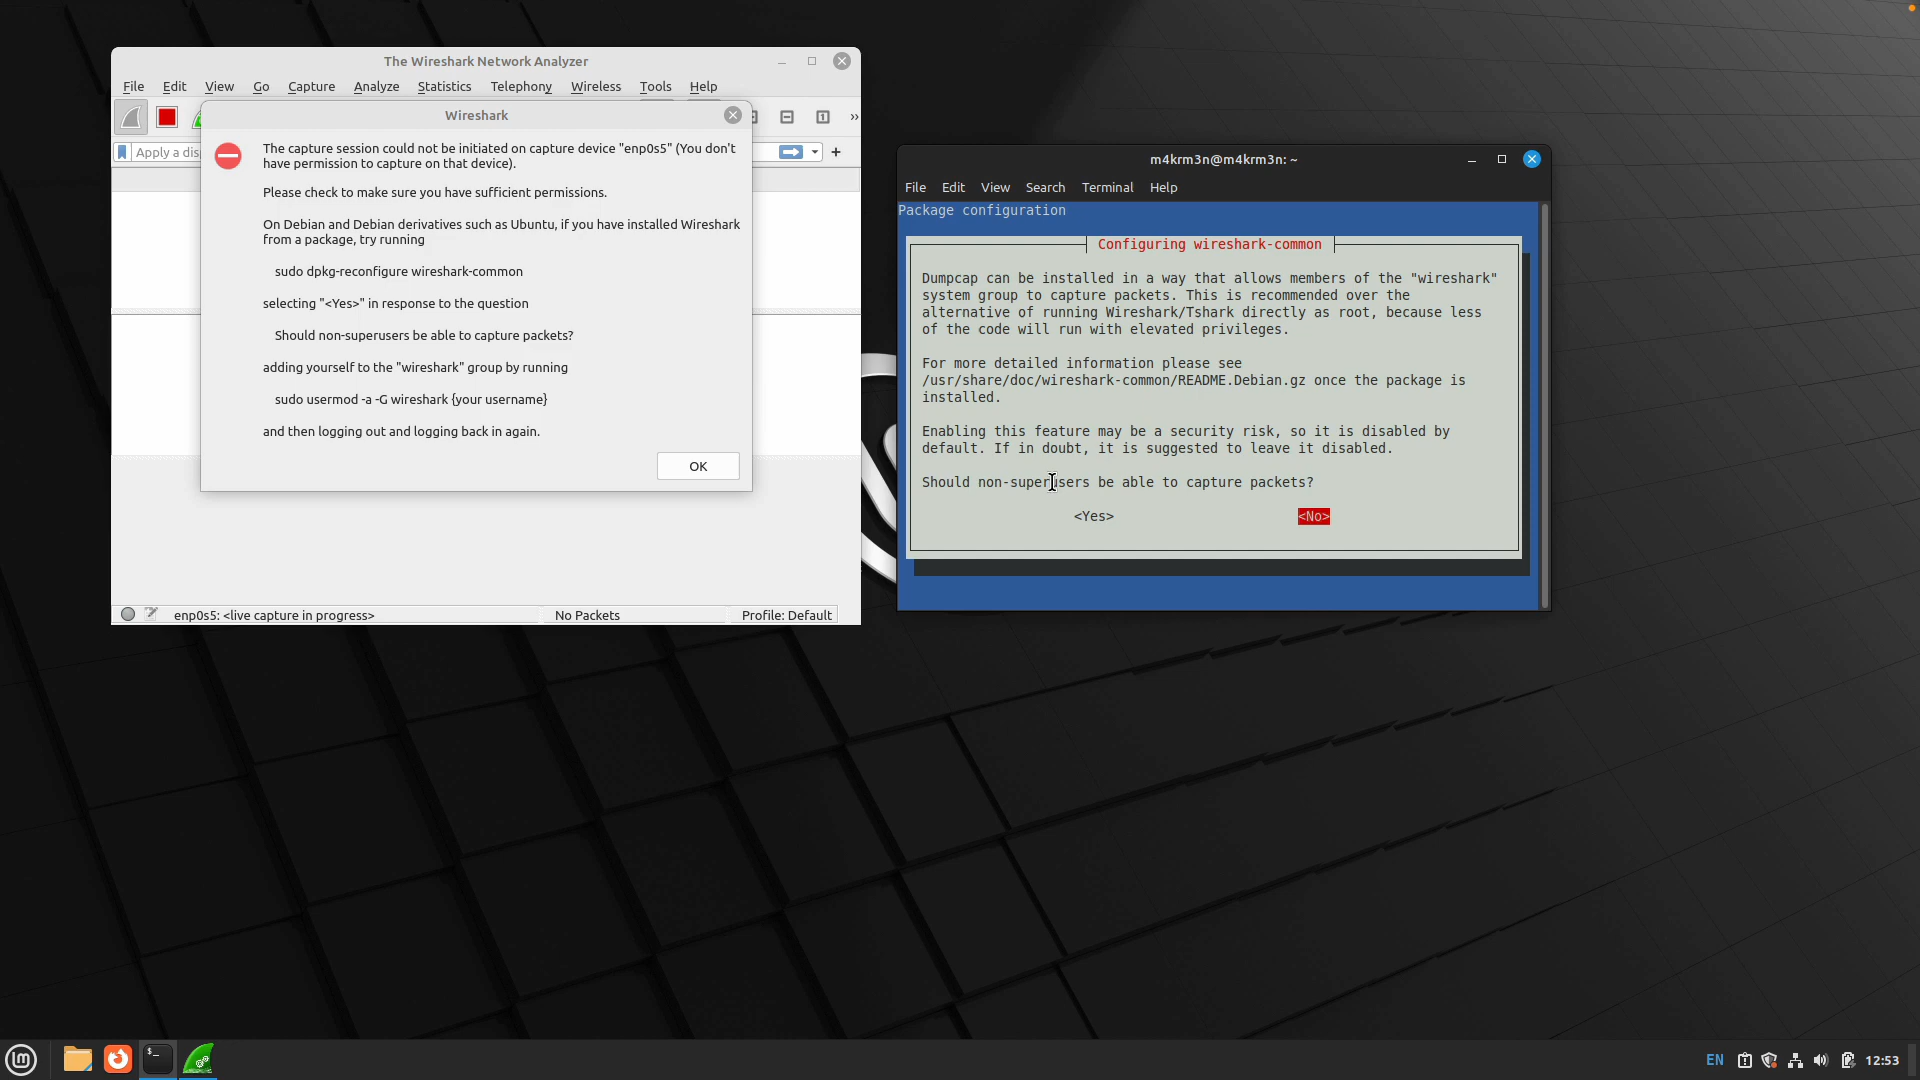 The Wireshark Network Analyzer
File Edit View Go Capture Analyze Statistics Telephony Wireless Tools Help
Wireshark
Apply a dis
The capture session could not be initiated on capture device "enp0s5" (You don't
have permission to capture on that device).
Please check to make sure you have sufficient permissions.
On Debian and Debian derivatives such as Ubuntu, if you have installed Wireshark
from a package, try running
sudo dpkg-reconfigure wireshark-common
selecting "<Yes>" in response to the question
Should non-superusers be able to capture packets?
adding yourself to the "wireshark" group by running
sudo usermod -a -G wireshark {your username}
and then logging out and logging back in again.
OK
enp0s5: <live capture in progress> No Packets Profile: Default
m4krm3n@m4krm3n: ~
File Edit View Search Terminal Help
Package configuration
Configuring wireshark-common
Dumpcap can be installed in a way that allows members of the "wireshark"
system group to capture packets. This is recommended over the
alternative of running Wireshark/Tshark directly as root, because less
of the code will run with elevated privileges.
For more detailed information please see
/usr/share/doc/wireshark-common/README.Debian.gz once the package is
installed.
Enabling this feature may be a security risk, so it is disabled by
default. If in doubt, it is suggested to leave it disabled.
Should non-superusers be able to capture packets?
<Yes> <No>
EN 12:53